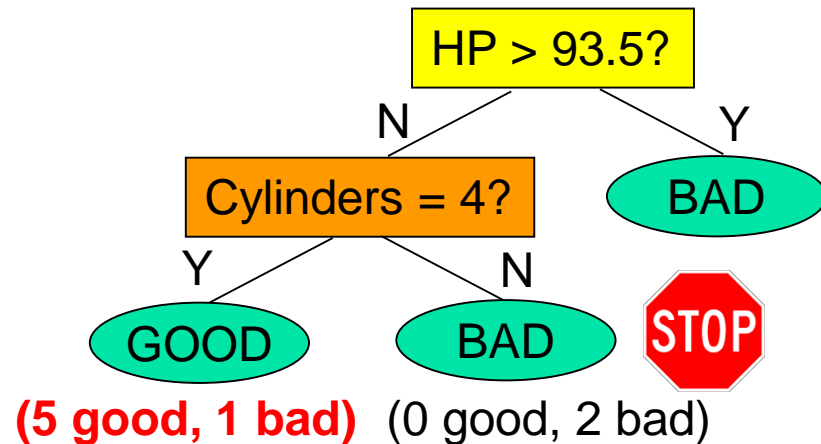 HP > 93.5?
N
Y
Cylinders = 4?
BAD
Y
N
GOOD
BAD
STOP
(5 good, 1 bad)
(0 good, 2 bad)